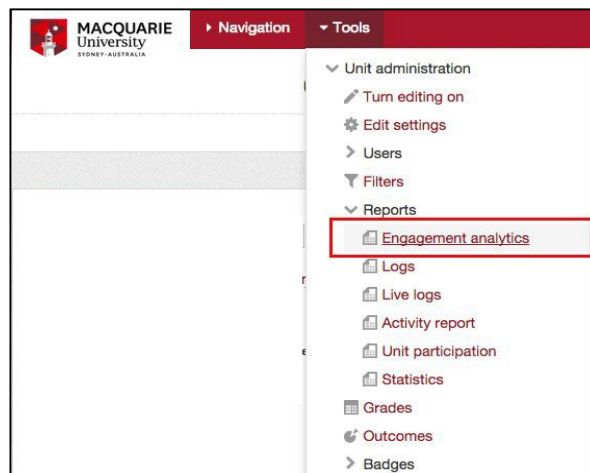 MACQUARIE
University
SYDNEY-AUSTRALIA
Navigation
Tools
Unit administration
Turn editing on
Edit settings
Users
Filters
Reports
Engagement analytics
Logs
Live logs
Activity report
Unit participation
Statistics
Grades
Outcomes
Badges